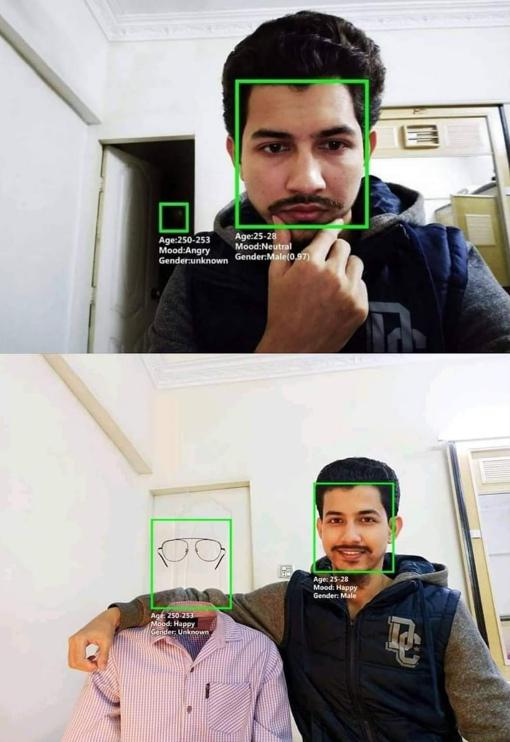 Age:250-253
Mood:Angry
Gender:unknown
Age:25-28
Mood:Neutral
Gender:Male(0.97)
DC
Age: 250-253
Mood: Happy
Gender: Unknown
Age: 25-28
Mood: Happy
Gender: Male
DC